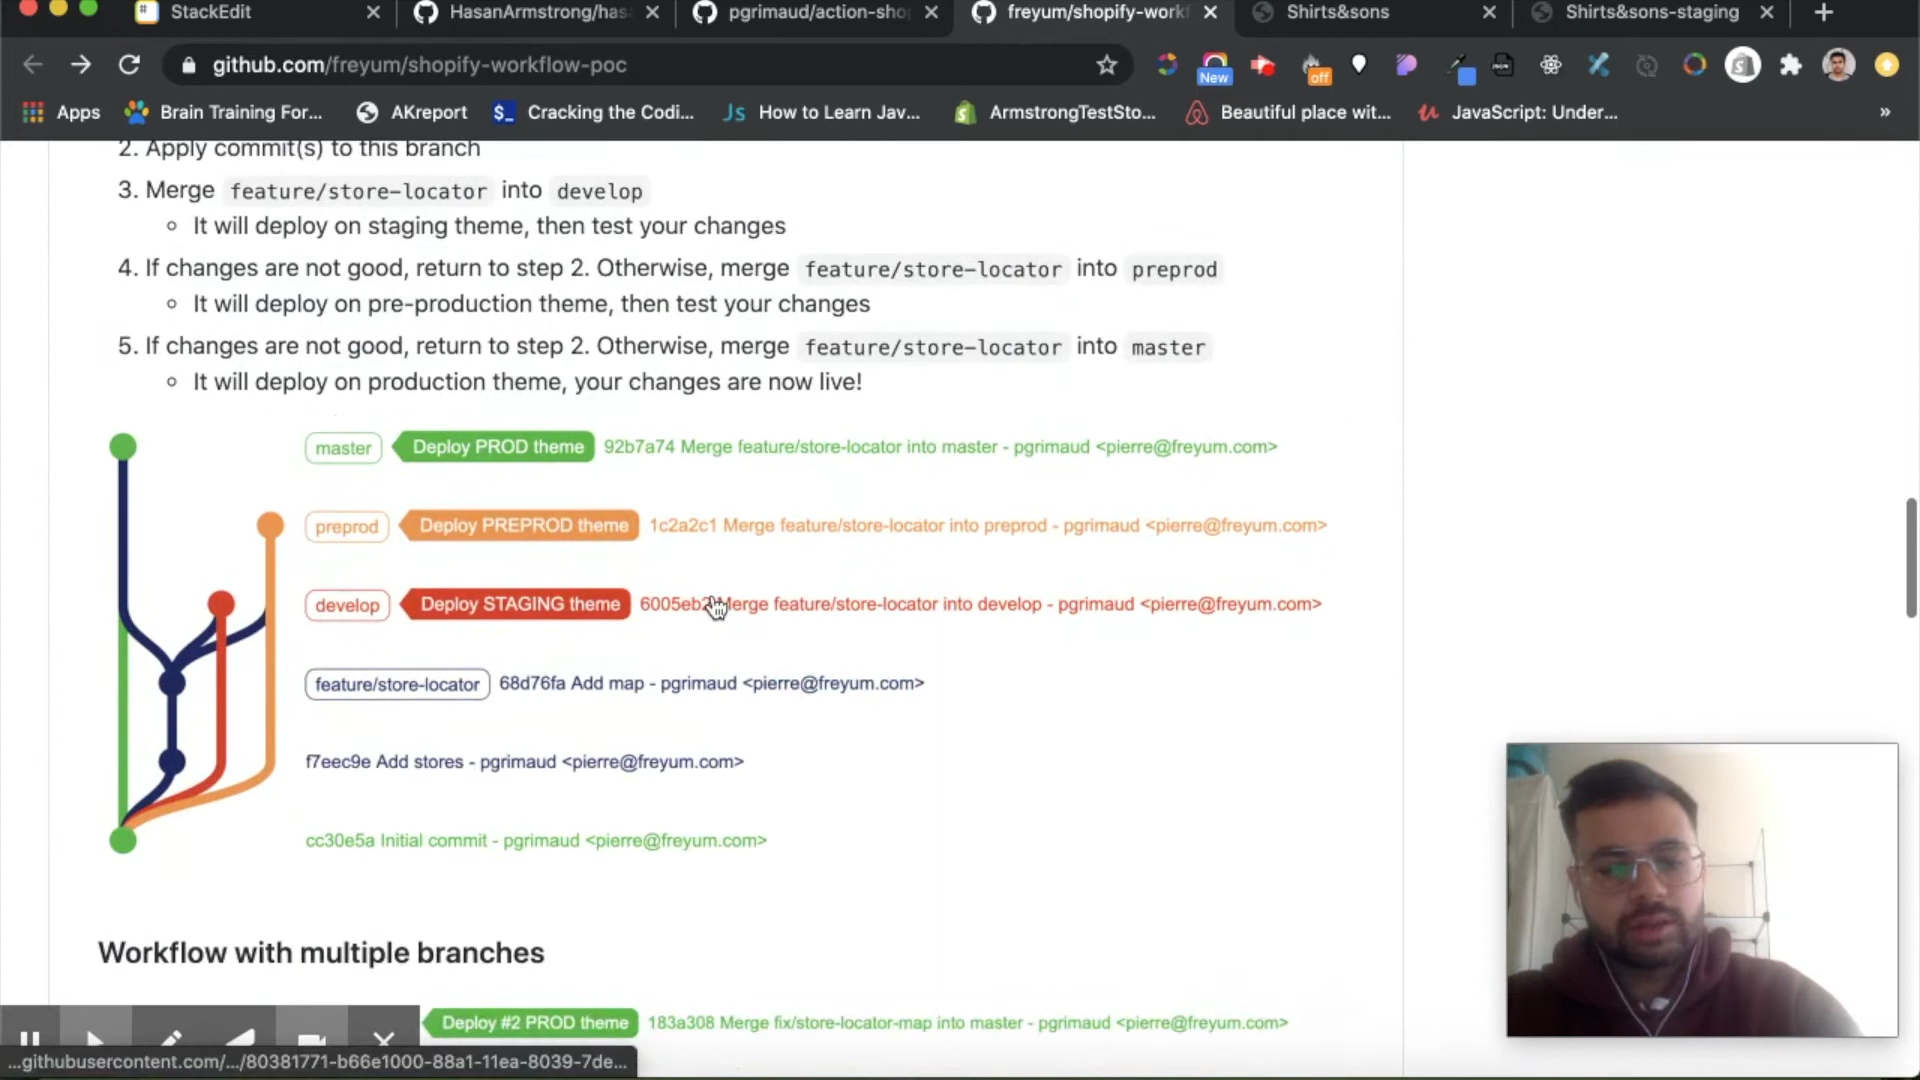 StackEdit
HasanArmstrong/has
pgrimaud/action-sho
freyum/shopify-work
Shirts&sons
Shirts&sons-staging
github.com/freyum/shopify-workflow-poc
New
off
Apps
Brain Training For...
AKreport
Cracking the Codi...
Js How to Learn Jav...
ArmstrongTestSto...
Beautiful place wit...
JavaScript: Under...
»
2. Apply commit(s) to this branch
3. Merge feature/store-locator into develop
It will deploy on staging theme, then test your changes
4. If changes are not good, return to step 2. Otherwise, merge feature/store-locator into preprod
It will deploy on pre-production theme, then test your changes
5. If changes are not good, return to step 2. Otherwise, merge feature/store-locator into master
It will deploy on production theme, your changes are now live!
master Deploy PROD theme 92b7a74 Merge feature/store-locator into master - pgrimaud <pierre@freyum.com>
preprod Deploy PREPROD theme 1c2a2c1 Merge feature/store-locator into preprod - pgrimaud <pierre@freyum.com>
develop Deploy STAGING theme Merge feature/store-locator into develop - pgrimaud <pierre@freyum.com>
feature/store-locator 68d76fa Add map - pgrimaud <pierre@freyum.com>
f7eec9e Add stores - pgrimaud <pierre@freyum.com>
cc30e5a Initial commit - pgrimaud <pierre@freyum.com>
Workflow with multiple branches
Deploy #2 PROD theme 183a308 Merge fix/store-locator-map into master - pgrimaud <pierre@freyum.com>
...githubusercontent.com/.../80381771-b66e1000-88a1-11ea-8039-7de...